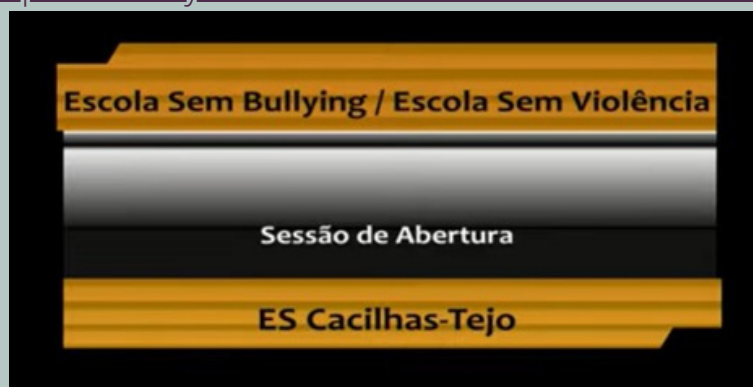 Escola Sem Bullying / Escola Sem Violência
Sessão de Abertura
ES Cacilhas-Tejo